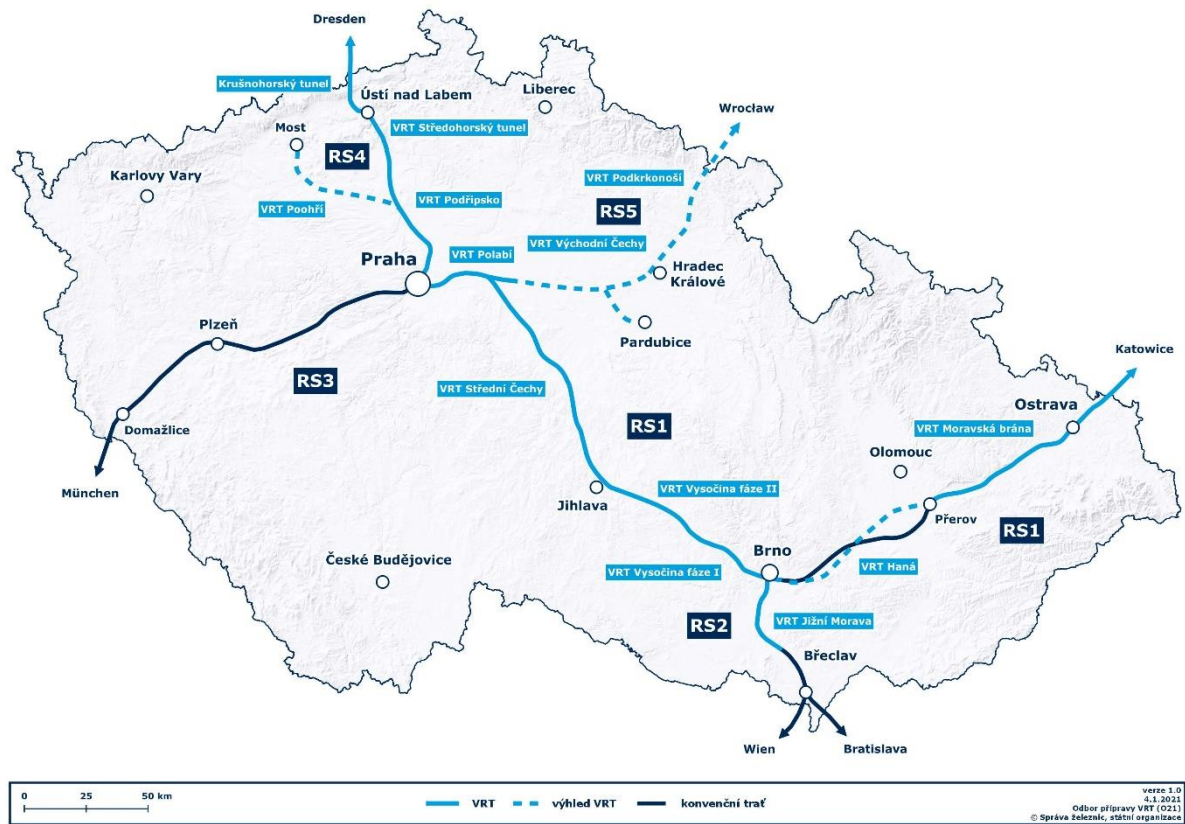 Dresden
Krušnohorský tunel
Ústí nad Labem
Liberec
Wrocław
Most
VRT Středohorský tunel
RS4
Karlovy Vary
VRT Podkrkonoší
VRT Poohří
VRT Podřipsko
RS5
VRT Východní Čechy
VRT Polabí
Praha
Hradec
Králové
Plzeň
Pardubice
Katowice
RS3
VRT Střední Čechy
Ostrava
RS1
VRT Moravská brána
Domažlice
Olomouc
München
VRT Vysočina fáze II
Jihlava
Přerov
RS1
Brno
České Budějovice
VRT Vysočina fáze I
VRT Haná
RS2
VRT Jižní Morava
Břeclav
Wien
Bratislava
0 25 50 km
VRT
výhled VRT
konvenční trať
verze 1.0
4.1.2021
Odbor přípravy VRT (O21)
© Správa železnic, státní organizace